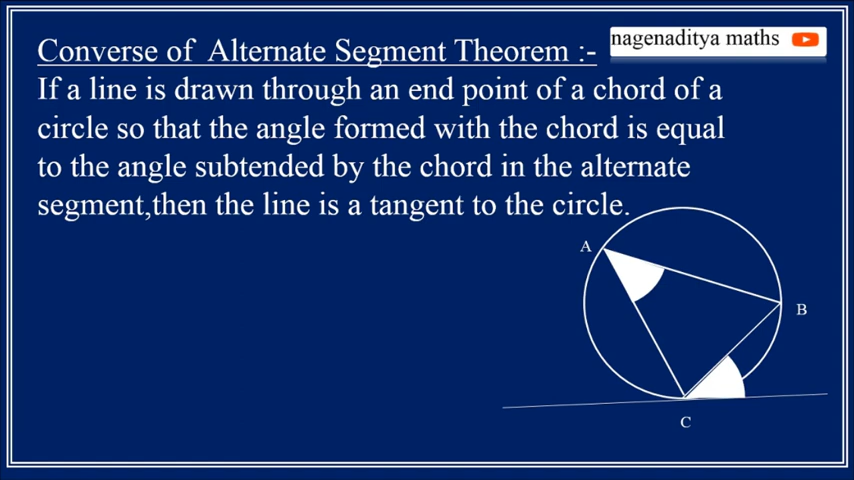 nagenaditya maths
Converse of Alternate Segment Theorem :-
If a line is drawn through an end point of a chord of a
circle so that the angle formed with the chord is equal
to the angle subtended by the chord in the alternate
segment,then the line is a tangent to the circle.
A
B
C